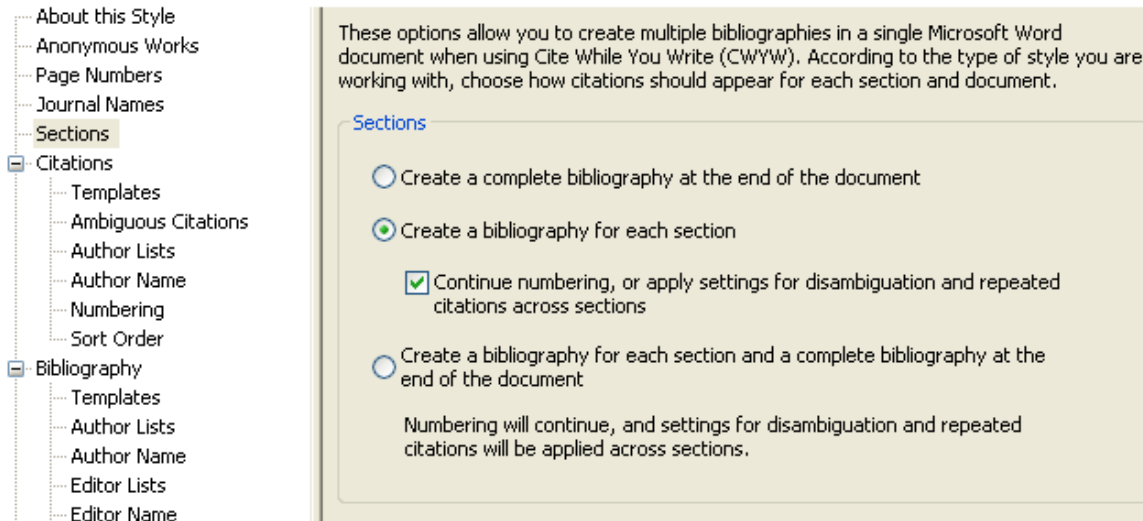 About this Style
Anonymous Works
Page Numbers
Journal Names
Sections
Citations
Templates
Ambiguous Citations
Author Lists
Author Name
Numbering
Sort Order
Bibliography
Templates
Author Lists
Author Name
Editor Lists
Editor Name
These options allow you to create multiple bibliographies in a single Microsoft Word
document when using Cite While You Write (CWYW). According to the type of style you are
working with, choose how citations should appear for each section and document.
Sections
Create a complete bibliography at the end of the document
Create a bibliography for each section
Continue numbering, or apply settings for disambiguation and repeated
citations across sections
Create a bibliography for each section and a complete bibliography at the
end of the document
Numbering will continue, and settings for disambiguation and repeated
citations will be applied across sections.